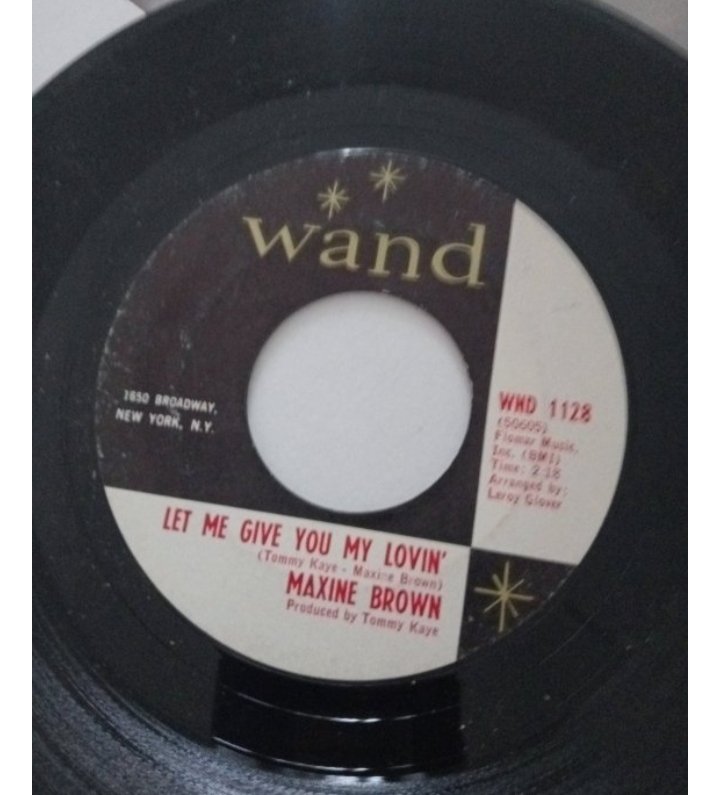 wand
1650 BROADWAY,
NEW YORK, N.Y.
WND 1128
(50605)
Flomar Music,
Inc. (BMI)
Time: 2:18
Arranged by:
Leroy Glover
LET ME GIVE YOU MY LOVIN'
(Tommy Kaye - Maxine Brown)
MAXINE BROWN
Produced by Tommy Kaye